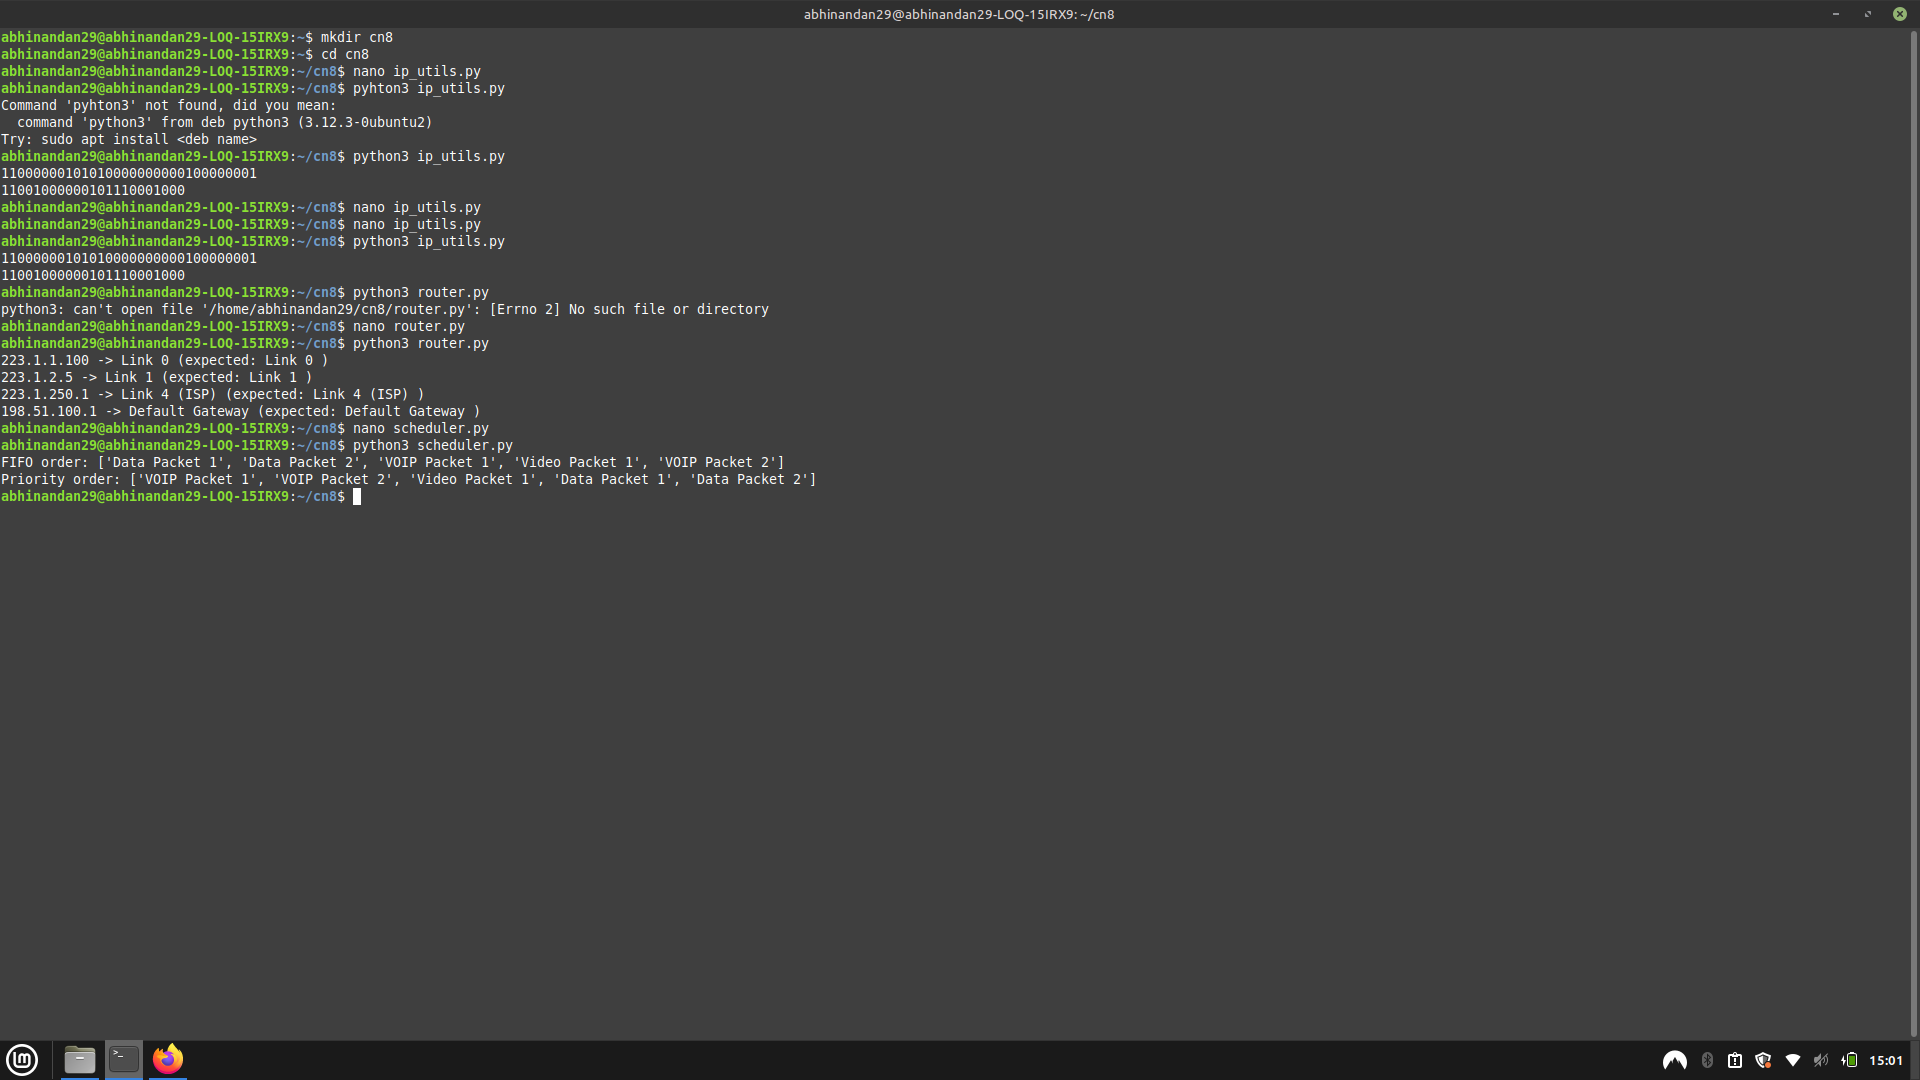 abhinandan29@abhinandan29-LOQ-15IRX9: ~/cn8
abhinandan29@abhinandan29-LOQ-15IRX9:~$ mkdir cn8
abhinandan29@abhinandan29-LOQ-15IRX9:~$ cd cn8
abhinandan29@abhinandan29-LOQ-15IRX9:~/cn8$ nano ip_utils.py
abhinandan29@abhinandan29-LOQ-15IRX9:~/cn8$ pyhton3 ip_utils.py
Command 'pyhton3' not found, did you mean:
  command 'python3' from deb python3 (3.12.3-0ubuntu2)
Try: sudo apt install <deb name>
abhinandan29@abhinandan29-LOQ-15IRX9:~/cn8$ python3 ip_utils.py
11000000101010000000000100000001
11001000000101110001000
abhinandan29@abhinandan29-LOQ-15IRX9:~/cn8$ nano ip_utils.py
abhinandan29@abhinandan29-LOQ-15IRX9:~/cn8$ nano ip_utils.py
abhinandan29@abhinandan29-LOQ-15IRX9:~/cn8$ python3 ip_utils.py
11000000101010000000000100000001
11001000000101110001000
abhinandan29@abhinandan29-LOQ-15IRX9:~/cn8$ python3 router.py
python3: can't open file '/home/abhinandan29/cn8/router.py': [Errno 2] No such file or directory
abhinandan29@abhinandan29-LOQ-15IRX9:~/cn8$ nano router.py
abhinandan29@abhinandan29-LOQ-15IRX9:~/cn8$ python3 router.py
223.1.1.100 -> Link 0 (expected: Link 0 )
223.1.2.5 -> Link 1 (expected: Link 1 )
223.1.250.1 -> Link 4 (ISP) (expected: Link 4 (ISP) )
198.51.100.1 -> Default Gateway (expected: Default Gateway )
abhinandan29@abhinandan29-LOQ-15IRX9:~/cn8$ nano scheduler.py
abhinandan29@abhinandan29-LOQ-15IRX9:~/cn8$ python3 scheduler.py
FIFO order: ['Data Packet 1', 'Data Packet 2', 'VOIP Packet 1', 'Video Packet 1', 'VOIP Packet 2']
Priority order: ['VOIP Packet 1', 'VOIP Packet 2', 'Video Packet 1', 'Data Packet 1', 'Data Packet 2']
abhinandan29@abhinandan29-LOQ-15IRX9:~/cn8$
15:01